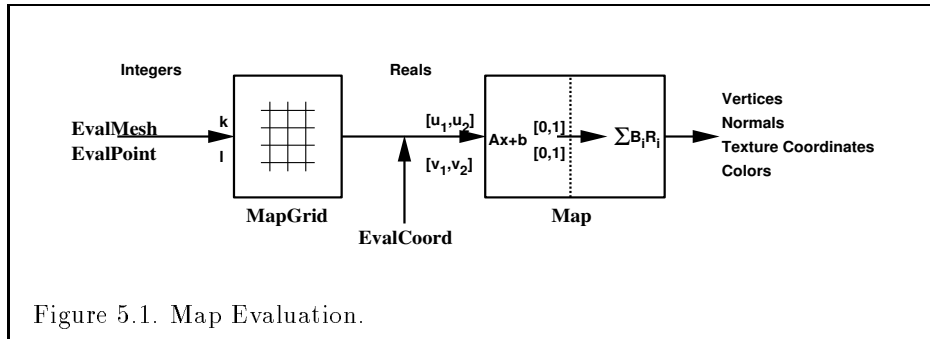 Integers
Reals
EvalMesh
EvalPoint
k
l
MapGrid
[u₁,u₂]
[v₁,v₂]
EvalCoord
Ax+b
[0,1]
[0,1]
∑BᵢRᵢ
Map
Vertices
Normals
Texture Coordinates
Colors
Figure 5.1. Map Evaluation.